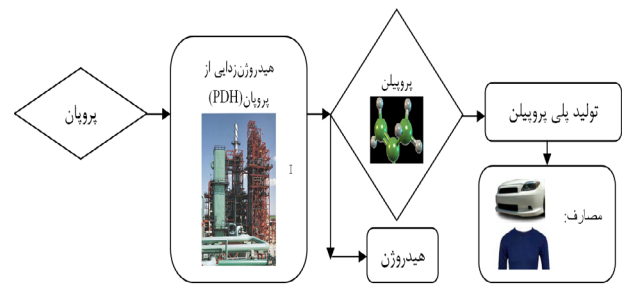 پروپان
هیدروژن‌زدایی از
پروپان(PDH)
پروپیلن
هیدروژن
تولید پلی پروپیلن
مصارف: